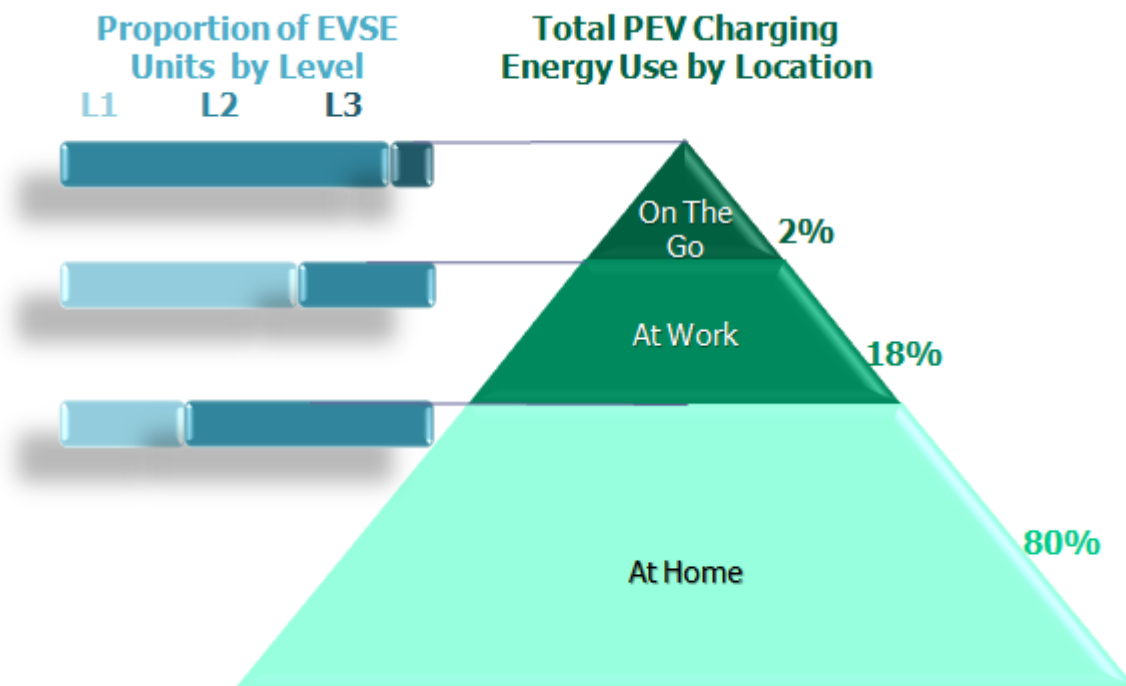 Proportion of EVSE
Units by Level
L1 L2 L3
Total PEV Charging
Energy Use by Location
On The
Go
2%
At Work
18%
At Home
80%